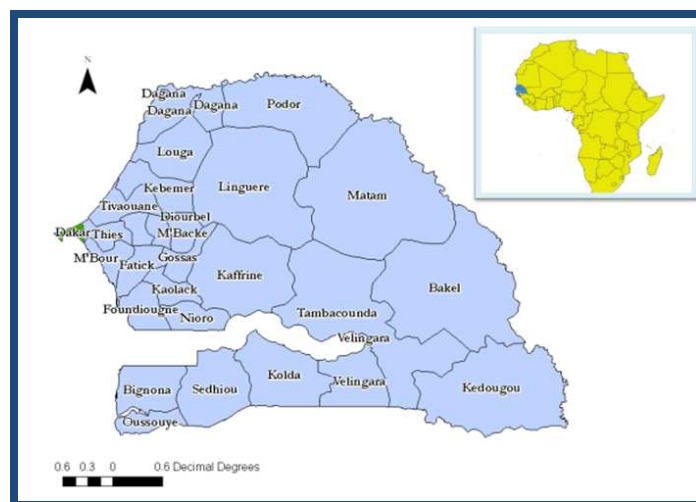 N
Dagana
Dagana
Dagana
Podor
Louga
Kebemer
Linguere
Matam
Tivaouane
Diourbel
Dakar
Thies
M'Backe
M'Bour
Fatick
Gossas
Kaffrine
Bakel
Kaolack
Foundiougne
Nioro
Tambacounda
Velingara
Bignona
Sedhiou
Kolda
Velingara
Kedougou
Oussouye
0.6 0.3 0 0.6 Decimal Degrees